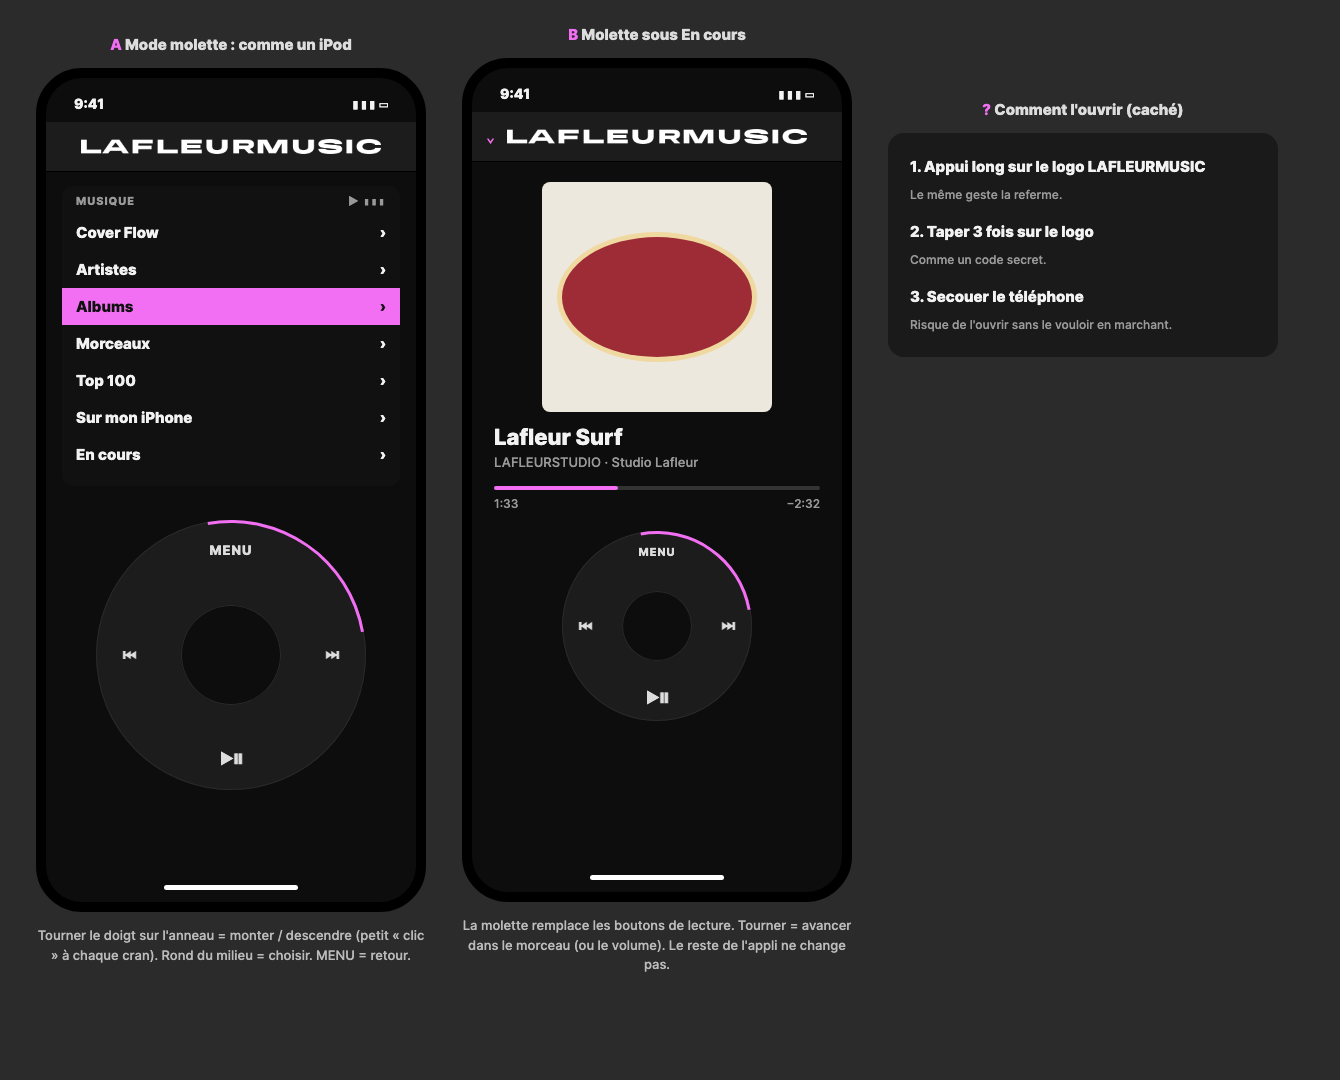 A Mode molette : comme un iPod
9:41
LAFLEURMUSIC
MUSIQUE
Cover Flow ›
Artistes ›
Albums ›
Morceaux ›
Top 100 ›
Sur mon iPhone ›
En cours ›
MENU
Tourner le doigt sur l'anneau = monter / descendre (petit « clic
» à chaque cran). Rond du milieu = choisir. MENU = retour.
B Molette sous En cours
9:41
LAFLEURMUSIC
Lafleur Surf
LAFLEURSTUDIO · Studio Lafleur
1:33 −2:32
MENU
La molette remplace les boutons de lecture. Tourner = avancer
dans le morceau (ou le volume). Le reste de l'appli ne change
pas.
? Comment l'ouvrir (caché)
1. Appui long sur le logo LAFLEURMUSIC
Le même geste la referme.
2. Taper 3 fois sur le logo
Comme un code secret.
3. Secouer le téléphone
Risque de l'ouvrir sans le vouloir en marchant.